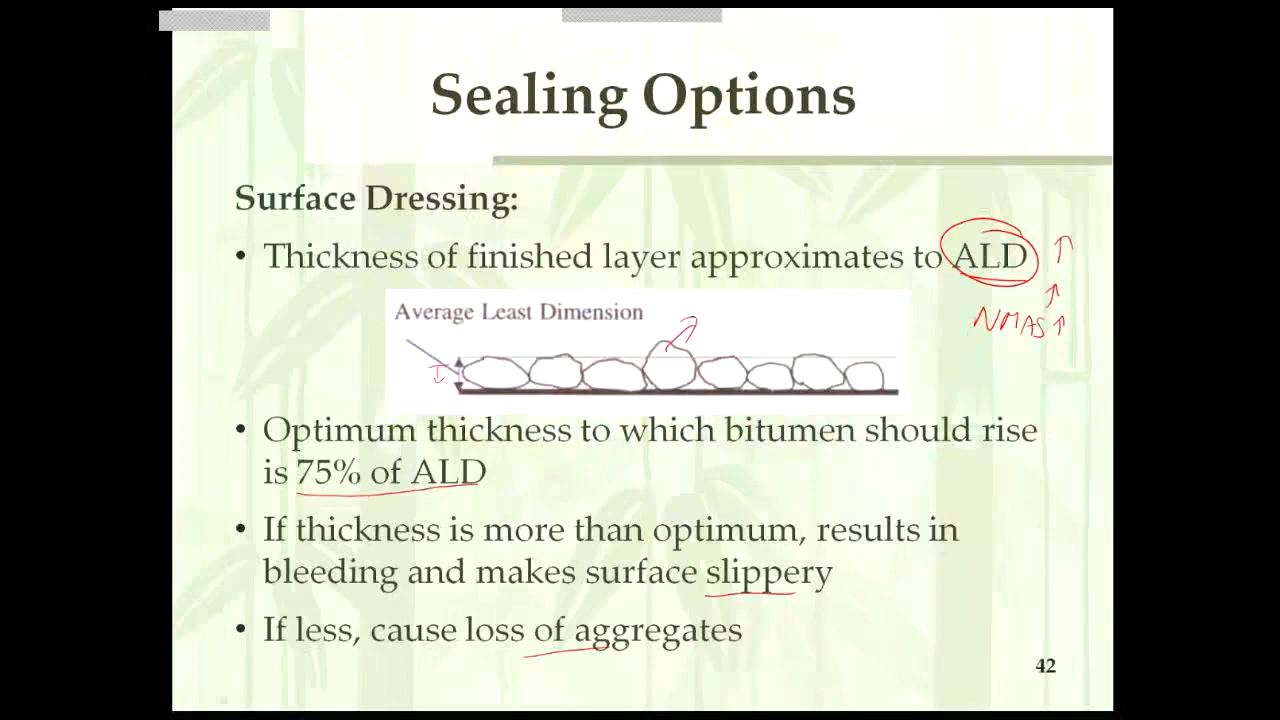 Sealing Options
Surface Dressing:
• Thickness of finished layer approximates to ALD ↑
Average Least Dimension
↑
NMAS ↑
• Optimum thickness to which bitumen should rise
is 75% of ALD
• If thickness is more than optimum, results in
bleeding and makes surface slippery
• If less, cause loss of aggregates
42